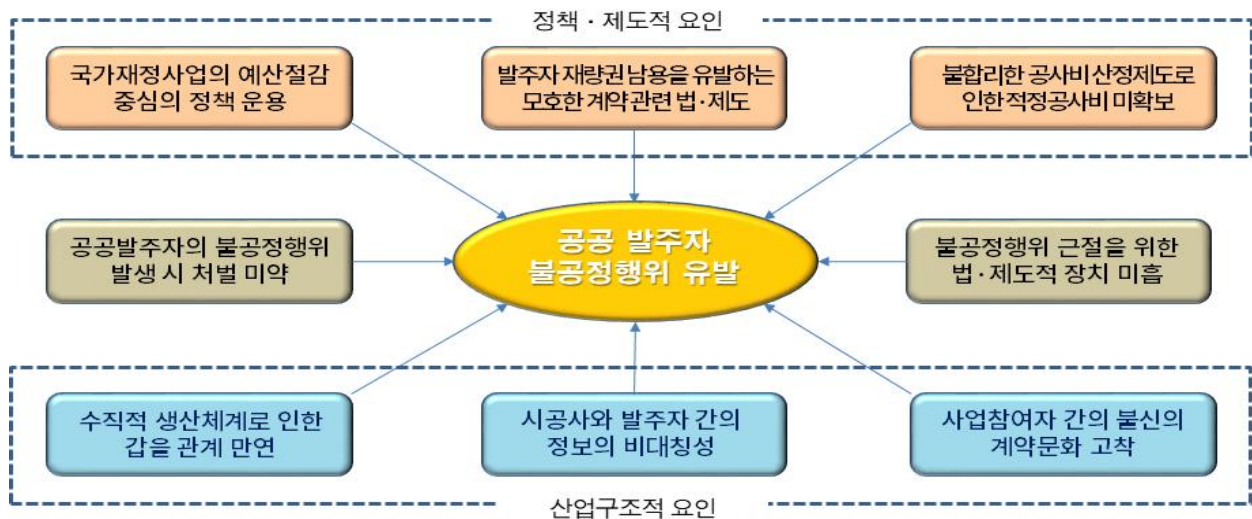 정책 · 제도적 요인
국가재정사업의 예산절감
중심의 정책 운용
발주자 재량권 남용을 유발하는
모호한 계약 관련 법·제도
불합리한 공사비 산정제도로
인한 적정공사비 미확보
공공발주자의 불공정행위
발생 시 처벌 미약
공공 발주자
불공정행위 유발
불공정행위 근절을 위한
법·제도적 장치 미흡
수직적 생산체계로 인한
갑을 관계 만연
시공사와 발주자 간의
정보의 비대칭성
사업참여자 간의 불신의
계약문화 고착
산업구조적 요인